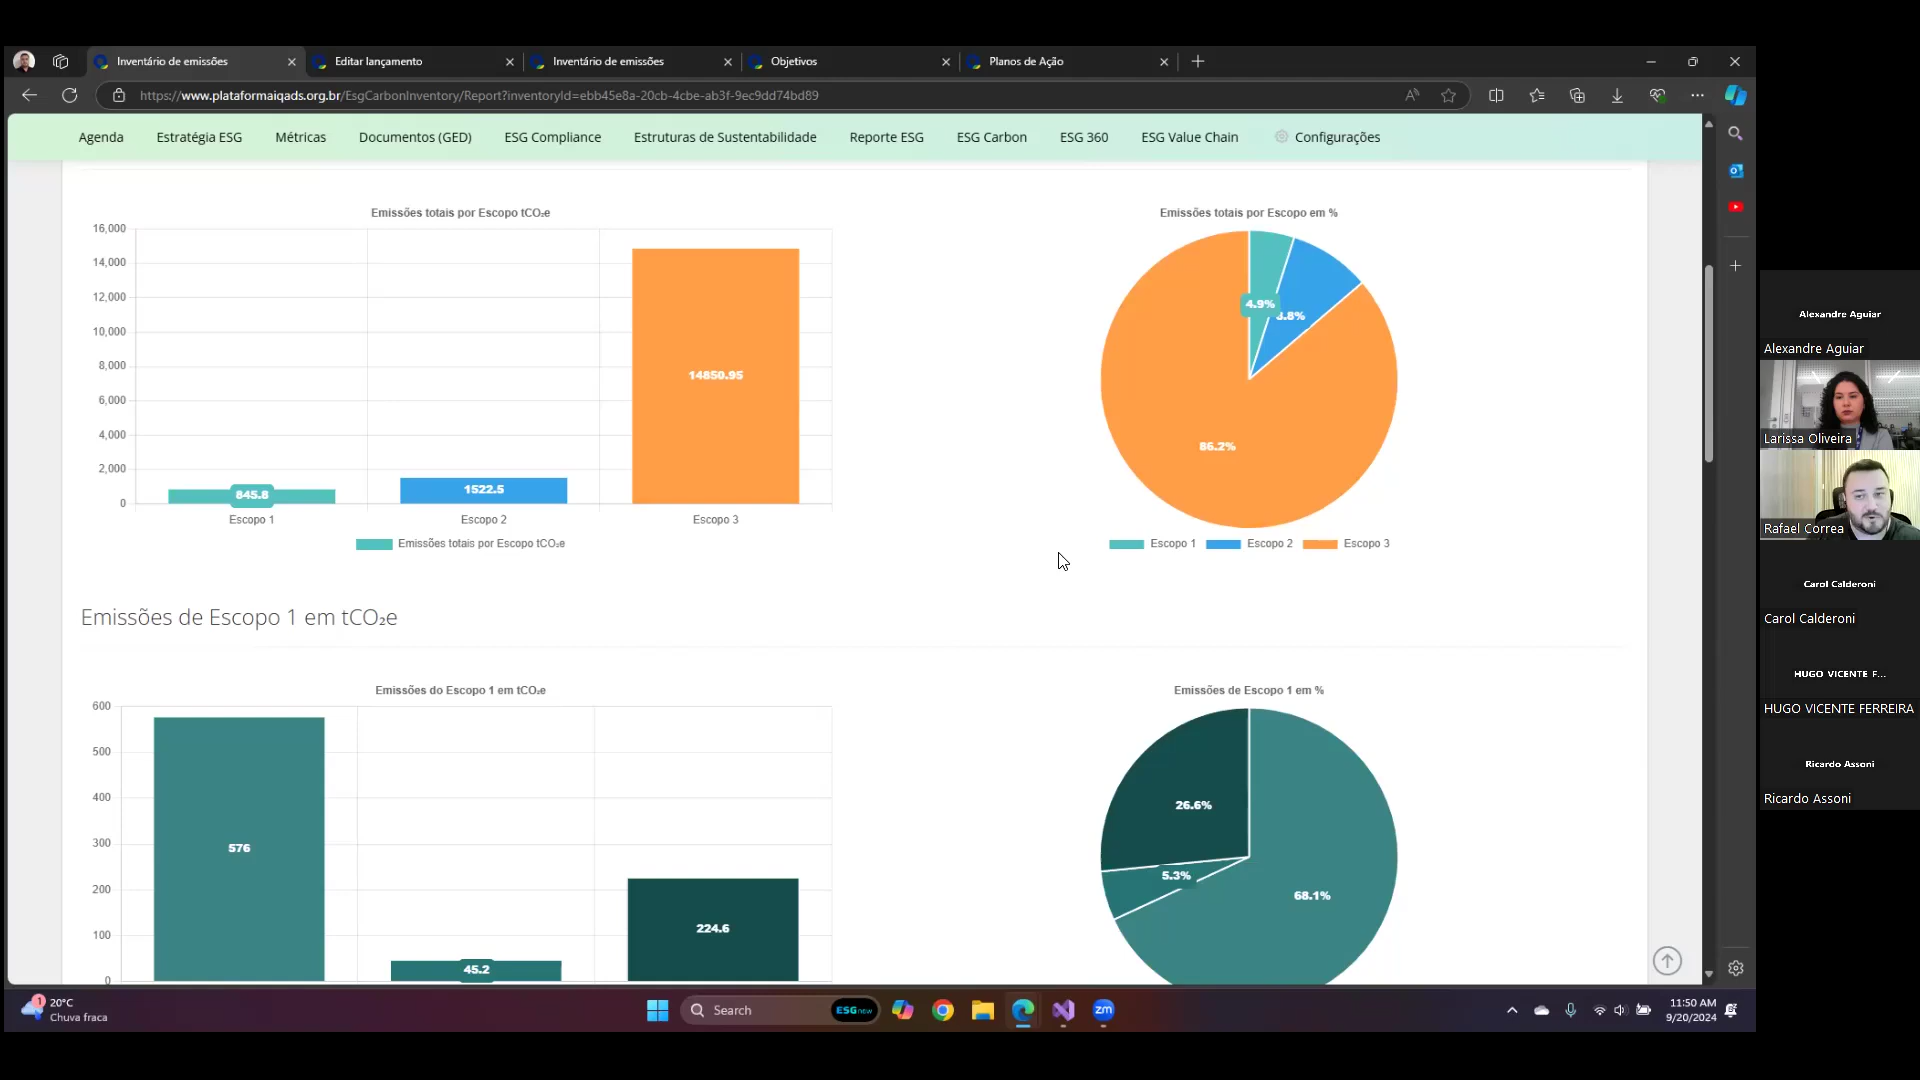 Inventário de emissões
Editar lançamento
Inventário de emissões
Objetivos
Planos de Ação
https://www.plataformaiqads.org.br/EsgCarbonInventory/Report?inventoryId=ebb45e8a-20cb-4cbe-ab3f-9ec9dd74bd89
Agenda
Estratégia ESG
Métricas
Documentos (GED)
ESG Compliance
Estruturas de Sustentabilidade
Reporte ESG
ESG Carbon
ESG 360
ESG Value Chain
Configurações
Emissões totais por Escopo tCO₂e
16,000
14,000
12,000
10,000
8,000
6,000
4,000
2,000
0
845.8
1522.5
14850.95
Escopo 1
Escopo 2
Escopo 3
Emissões totais por Escopo tCO₂e
Emissões totais por Escopo em %
4.9%
8.8%
86.2%
Escopo 1
Escopo 2
Escopo 3
Emissões de Escopo 1 em tCO₂e
Emissões do Escopo 1 em tCO₂e
600
500
400
300
200
100
0
576
45.2
224.6
Emissões de Escopo 1 em %
26.6%
5.3%
68.1%
Alexandre Aguiar
Alexandre Aguiar
Larissa Oliveira
Rafael Correa
Carol Calderoni
Carol Calderoni
HUGO VICENTE F...
HUGO VICENTE FERREIRA
Ricardo Assoni
Ricardo Assoni
1
20°C
Chuva fraca
Search
ESGnow
zm
11:50 AM
9/20/2024